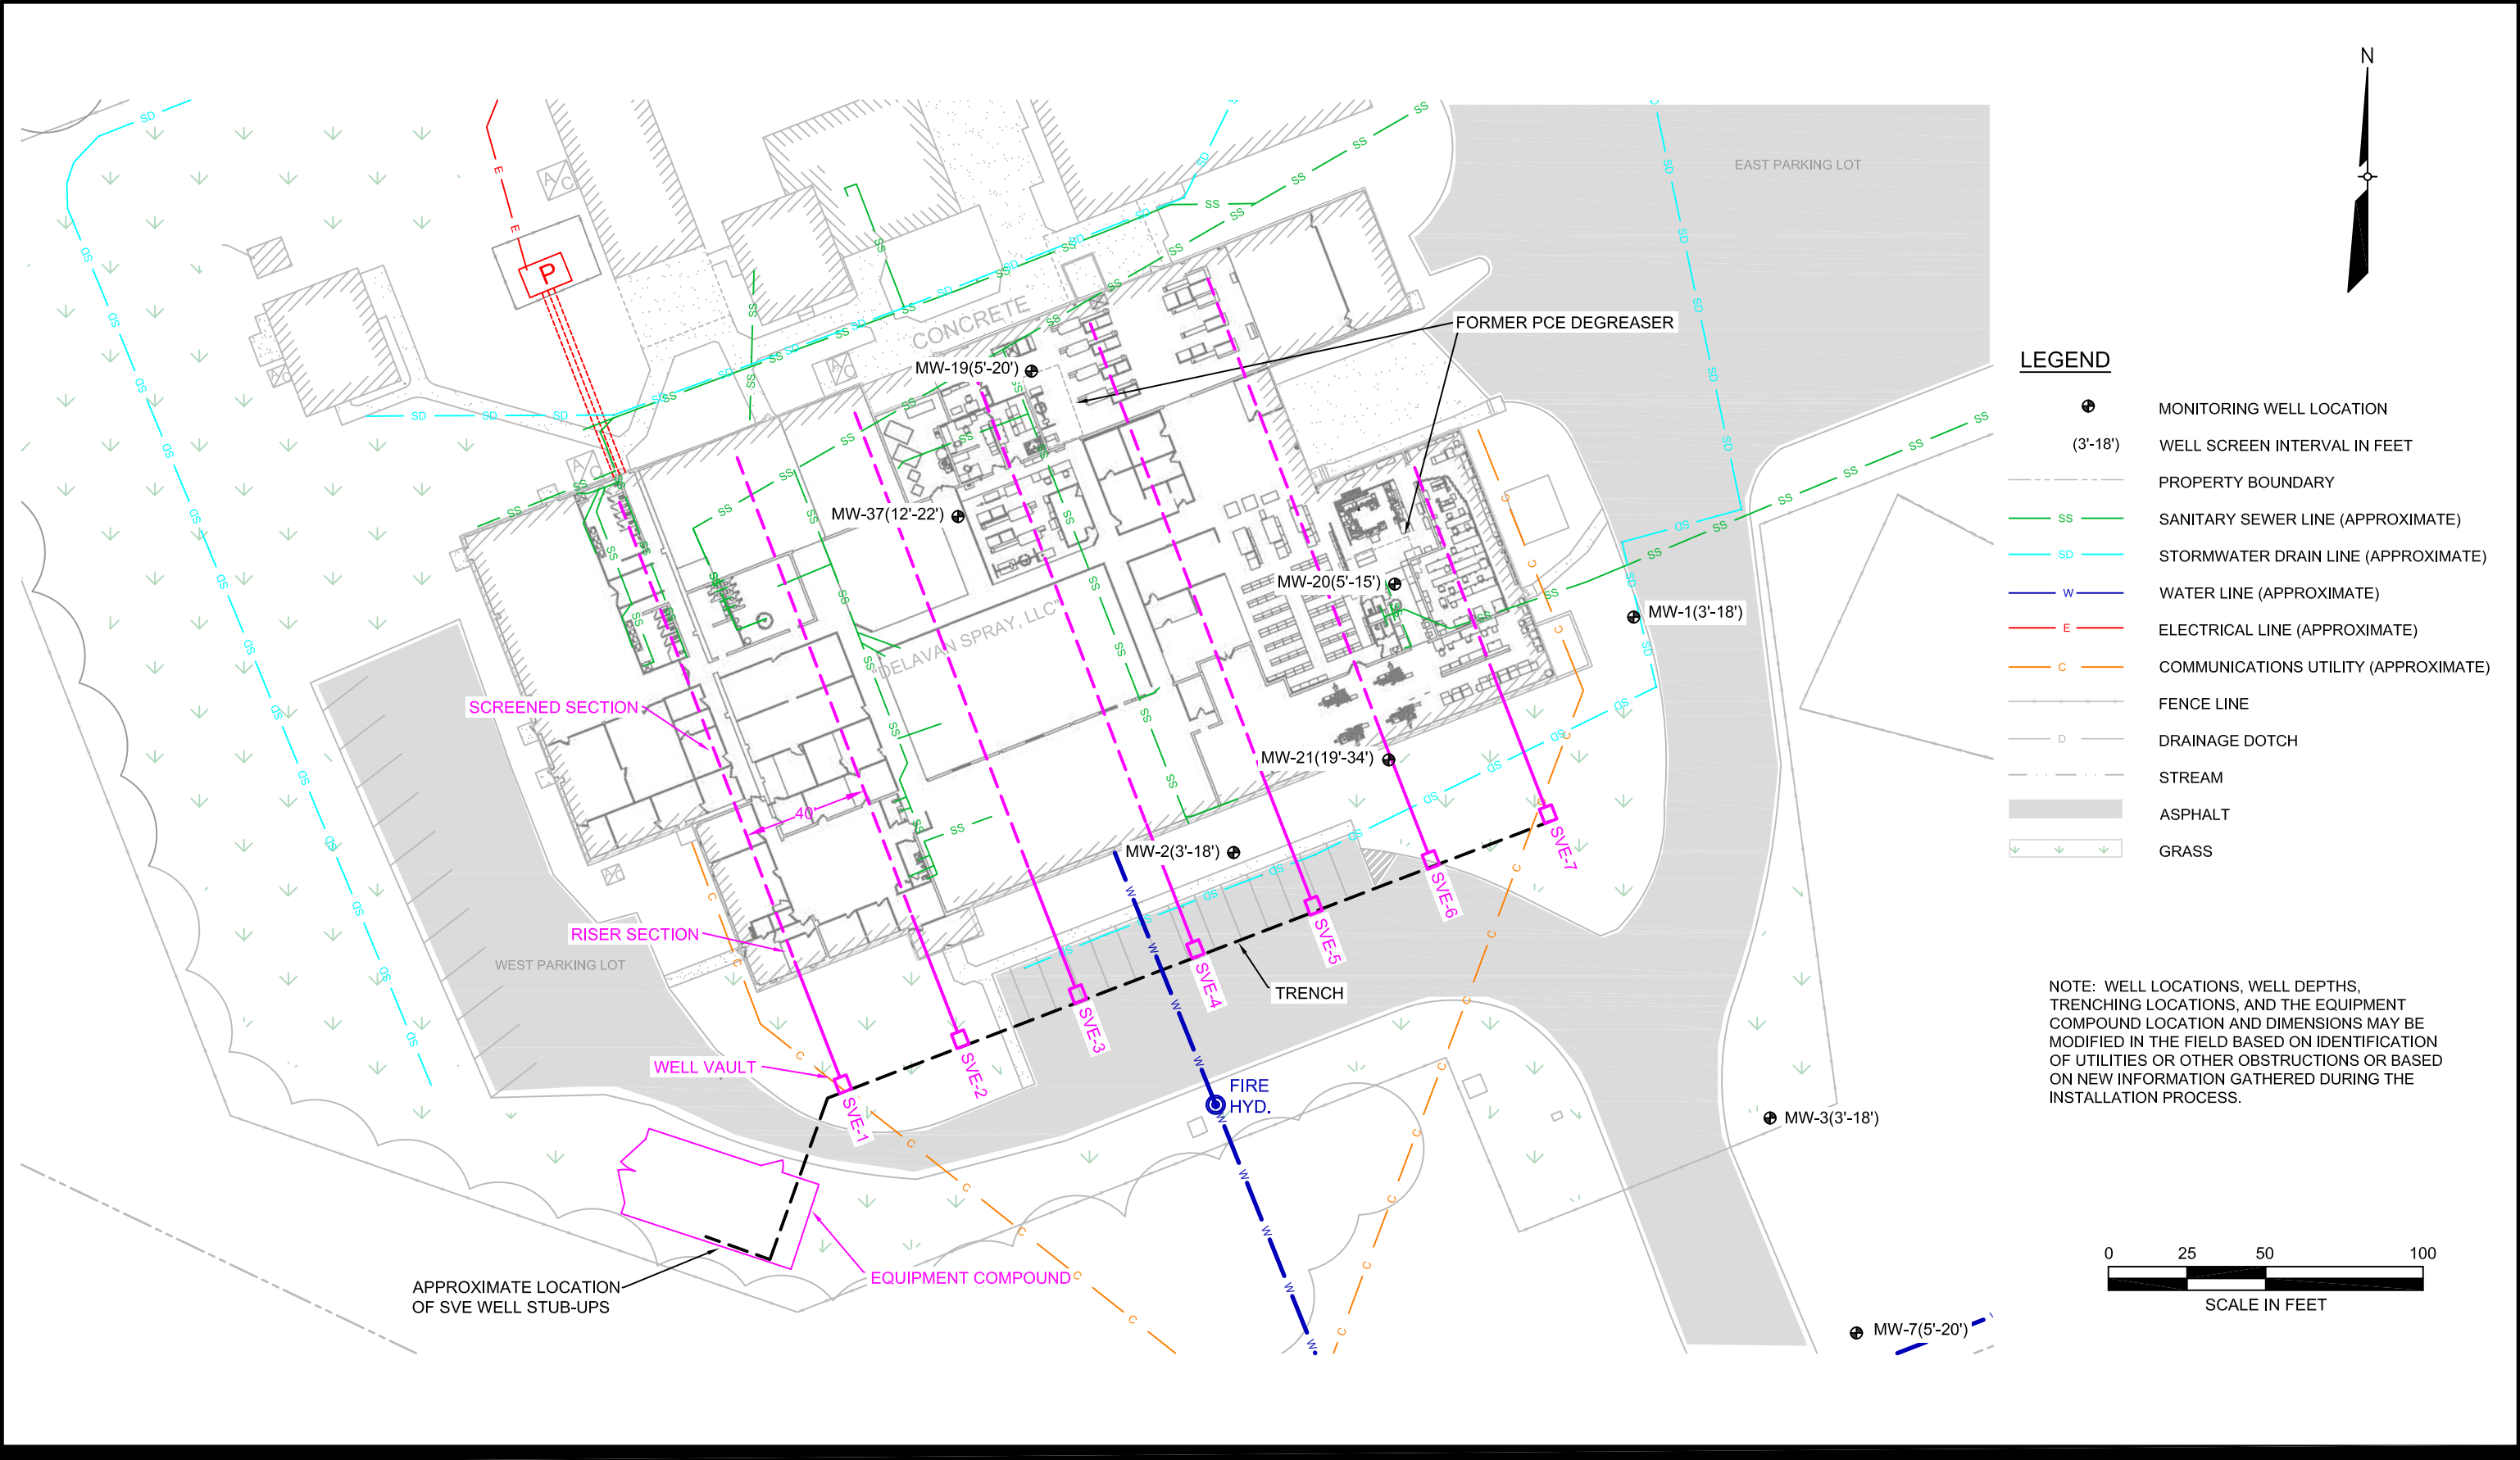 N
EAST PARKING LOT
A/C
P
CONCRETE
FORMER PCE DEGREASER
MW-19(5'-20')
A/C
A/C
A/C
MW-37(12'-22')
MW-20(5'-15')
MW-1(3'-18')
"DELAVAN SPRAY, LLC"
SCREENED SECTION
MW-21(19'-34')
40'
MW-2(3'-18')
A/C
SVE-7
SVE-6
RISER SECTION
SVE-5
WEST PARKING LOT
SVE-4
TRENCH
SVE-3
SVE-2
WELL VAULT
SVE-1
FIRE
HYD.
MW-3(3'-18')
EQUIPMENT COMPOUND
APPROXIMATE LOCATION
OF SVE WELL STUB-UPS
MW-7(5'-20')
LEGEND
MONITORING WELL LOCATION
(3'-18') WELL SCREEN INTERVAL IN FEET
PROPERTY BOUNDARY
SS SANITARY SEWER LINE (APPROXIMATE)
SD STORMWATER DRAIN LINE (APPROXIMATE)
W WATER LINE (APPROXIMATE)
E ELECTRICAL LINE (APPROXIMATE)
C COMMUNICATIONS UTILITY (APPROXIMATE)
FENCE LINE
D DRAINAGE DOTCH
STREAM
ASPHALT
GRASS
NOTE: WELL LOCATIONS, WELL DEPTHS,
TRENCHING LOCATIONS, AND THE EQUIPMENT
COMPOUND LOCATION AND DIMENSIONS MAY BE
MODIFIED IN THE FIELD BASED ON IDENTIFICATION
OF UTILITIES OR OTHER OBSTRUCTIONS OR BASED
ON NEW INFORMATION GATHERED DURING THE
INSTALLATION PROCESS.
0 25 50 100
SCALE IN FEET